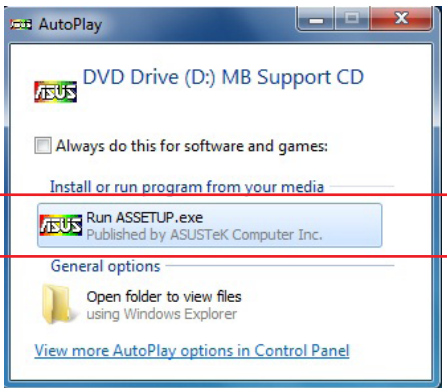 AutoPlay
DVD Drive (D:) MB Support CD
ASUS
Always do this for software and games:
Install or run program from your media
ASUS
Run ASSETUP.exe
Published by ASUSTeK Computer Inc.
General options
Open folder to view files
using Windows Explorer
View more AutoPlay options in Control Panel